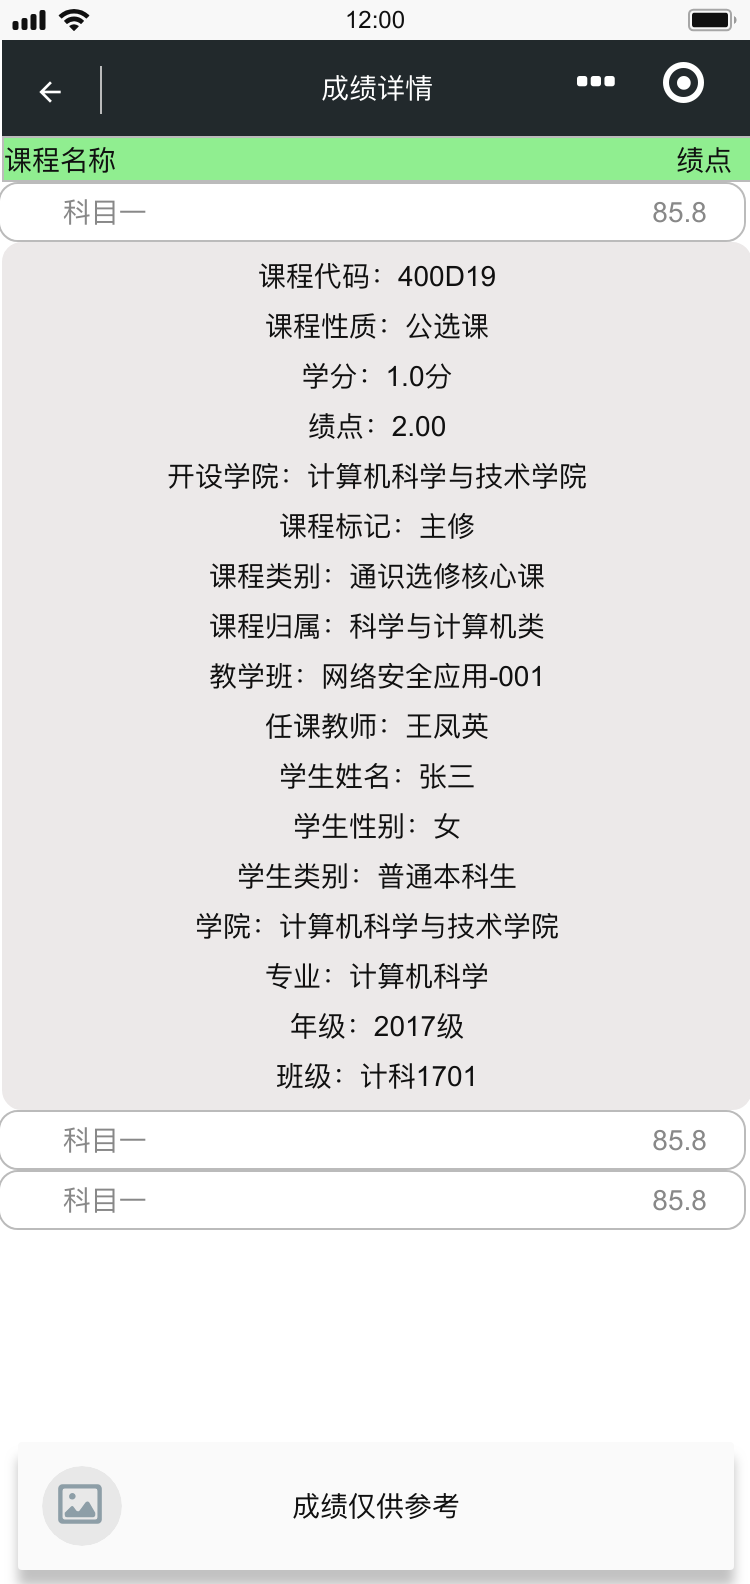 12:00
成绩详情
课程名称 绩点
科目一 85.8
课程代码：400D19
课程性质：公选课
学分：1.0分
绩点：2.00
开设学院：计算机科学与技术学院
课程标记：主修
课程类别：通识选修核心课
课程归属：科学与计算机类
教学班：网络安全应用-001
任课教师：王凤英
学生姓名：张三
学生性别：女
学生类别：普通本科生
学院：计算机科学与技术学院
专业：计算机科学
年级：2017级
班级：计科1701
科目一 85.8
科目一 85.8
成绩仅供参考